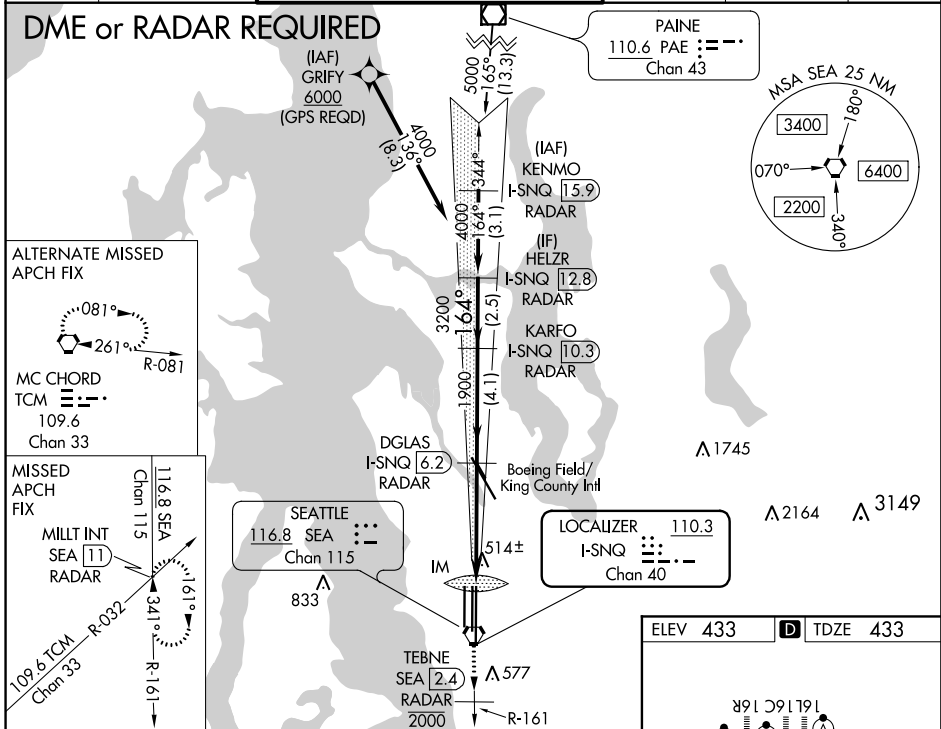 DME or RADAR REQUIRED
(IAF)
GRIFY
6000
(GPS REQD)
4000
136°
(8.3)
5000
165°
(13.3)
PAINE
110.6 PAE
Chan 43
MSA SEA 25 NM
180°
3400
070°
6400
2200
340°
344°
(IAF)
KENMO
I-SNQ 15.9
RADAR
4000
164°
(3.1)
(IF)
HELZR
I-SNQ 12.8
RADAR
3200
164°
(2.5)
KARFO
I-SNQ 10.3
RADAR
1900
(4.1)
DGLAS
I-SNQ 6.2
RADAR
Boeing Field/
King County Intl
1745
2164
3149
ALTERNATE MISSED
APCH FIX
081°
261°
R-081
MC CHORD
TCM
109.6
Chan 33
MISSED
APCH
FIX
116.8 SEA
Chan 115
MILLT INT
SEA 11
RADAR
161°
341°
R-032
109.6 TCM
Chan 33
R-161
SEATTLE
116.8 SEA
Chan 115
833
IM
514±
LOCALIZER 110.3
I-SNQ
Chan 40
TEBNE
SEA 2.4
RADAR
2000
577
R-161
ELEV 433 D TDZE 433
16L 16C 16R
A